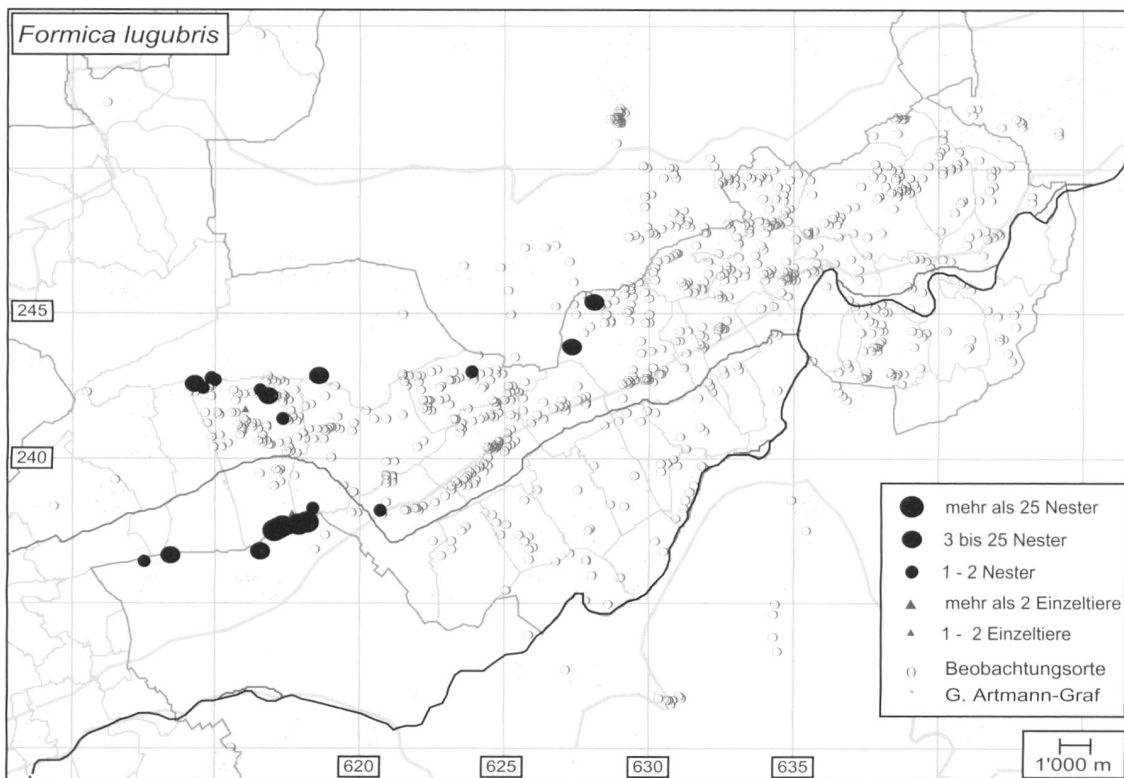 Formica lugubris
245
240
mehr als 25 Nester
3 bis 25 Nester
1 - 2 Nester
mehr als 2 Einzeltiere
1 - 2 Einzeltiere
Beobachtungsorte
G. Artmann-Graf
620
625
630
635
1'000 m